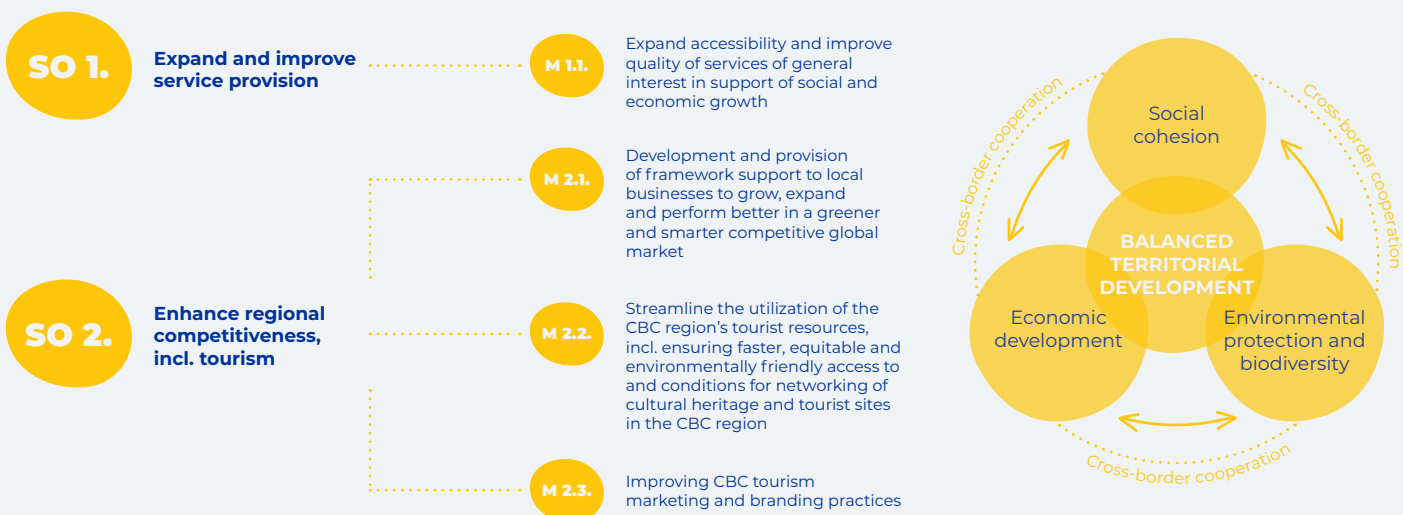 SO 1.
Expand and improve
service provision
M 1.1.
Expand accessibility and improve
quality of services of general
interest in support of social and
economic growth
M 2.1.
Development and provision
of framework support to local
businesses to grow, expand
and perform better in a greener
and smarter competitive global
market
SO 2.
Enhance regional
competitiveness,
incl. tourism
M 2.2.
Streamline the utilization of the
CBC region's tourist resources,
incl. ensuring faster, equitable and
environmentally friendly access to
and conditions for networking of
cultural heritage and tourist sites
in the CBC region
M 2.3.
Improving CBC tourism
marketing and branding practices
Cross-border cooperation
Cross-border cooperation
Social
cohesion
BALANCED
TERRITORIAL
DEVELOPMENT
Economic
development
Environmental
protection and
biodiversity
Cross-border cooperation